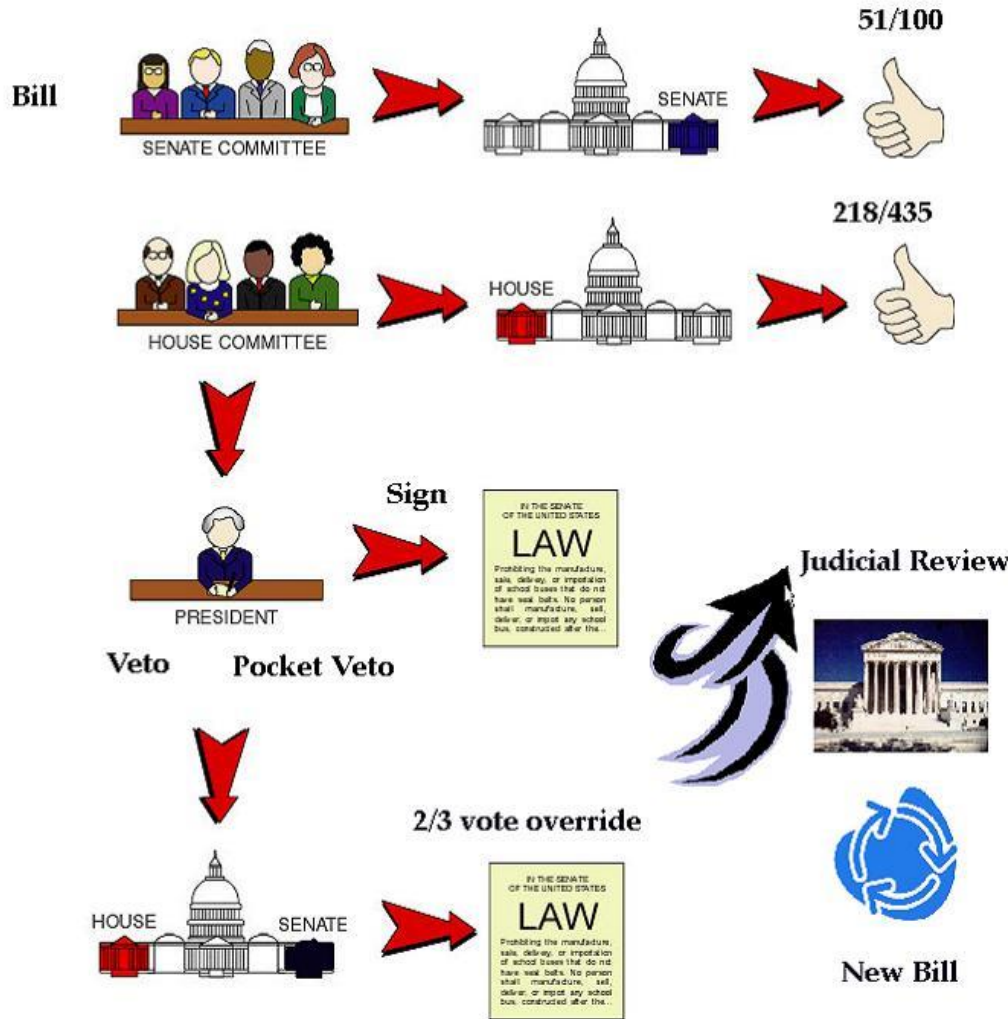 51/100
Bill
SENATE
SENATE COMMITTEE
218/435
HOUSE
HOUSE COMMITTEE
Sign
IN THE SENATE
OF THE UNITED STATES
LAW
Prohibiting the manufacture,
sale, delivery, or importation
of school buses that do not
have seat belts. No person
shall manufacture, sell,
deliver, or import any school
bus, constructed after the...
PRESIDENT
Judicial Review
Veto
Pocket Veto
2/3 vote override
HOUSE
SENATE
IN THE SENATE
OF THE UNITED STATES
LAW
Prohibiting the manufacture,
sale, delivery, or importation
of school buses that do not
have seat belts. No person
shall manufacture, sell,
deliver, or import any school
bus, constructed after the...
New Bill